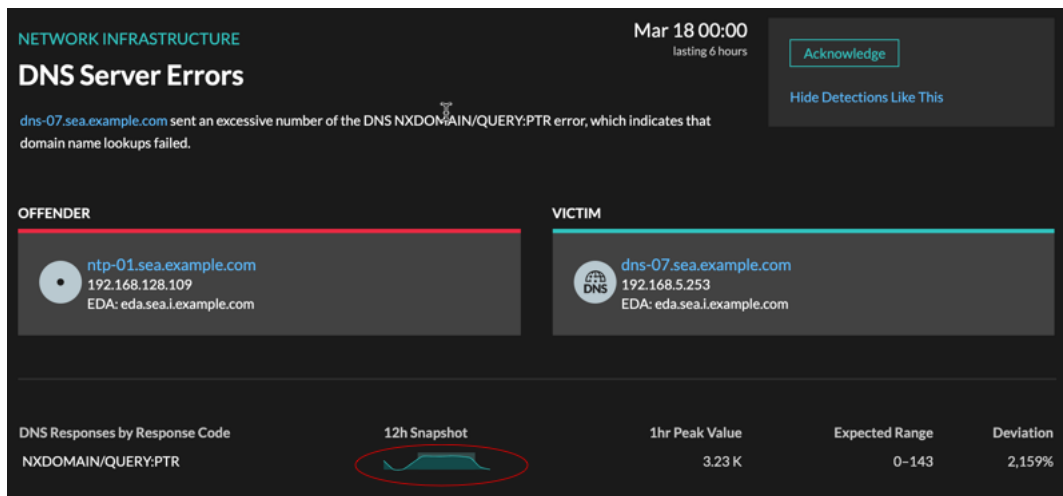 NETWORK INFRASTRUCTURE
Mar 18 00:00
lasting 6 hours
Acknowledge
DNS Server Errors
Hide Detections Like This
dns-07.sea.example.com sent an excessive number of the DNS NXDOMAIN/QUERY:PTR error, which indicates that
domain name lookups failed.
OFFENDER
ntp-01.sea.example.com
192.168.128.109
EDA: eda.sea.i.example.com
VICTIM
DNS
dns-07.sea.example.com
192.168.5.253
EDA: eda.sea.i.example.com
DNS Responses by Response Code 12h Snapshot 1hr Peak Value Expected Range Deviation
NXDOMAIN/QUERY:PTR 3.23 K 0–143 2,159%